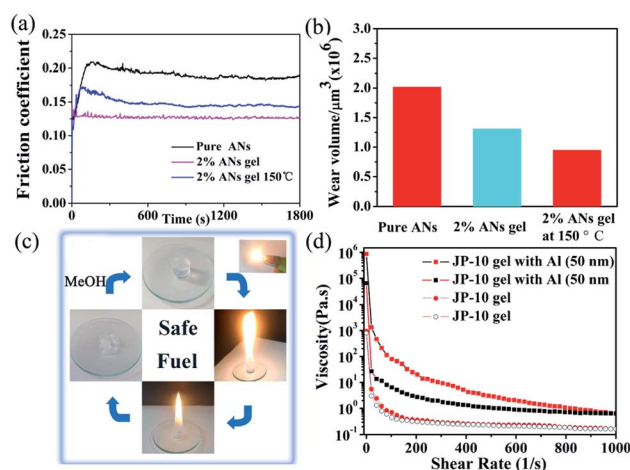 (a)
Friction coefficient
0.25
0.20
0.15
0.10
0.05
0.00
Pure ANs
2% ANs gel
2% ANs gel 150℃
0 600 1200 1800
Time (s)
(b)
Wear volume/μm³ (x10⁶)
3.0
2.5
2.0
1.5
1.0
0.5
0.0
Pure ANs
2% ANs gel
2% ANs gel
at 150 ° C
(c)
MeOH
Safe
Fuel
(d)
Viscosity(Pa.s)
10⁶
10⁵
10⁴
10³
10²
10¹
10⁰
10⁻¹
JP-10 gel with Al (50 nm)
JP-10 gel with Al (50 nm)
JP-10 gel
JP-10 gel
0 200 400 600 800 1000
Shear Rate (1/s)